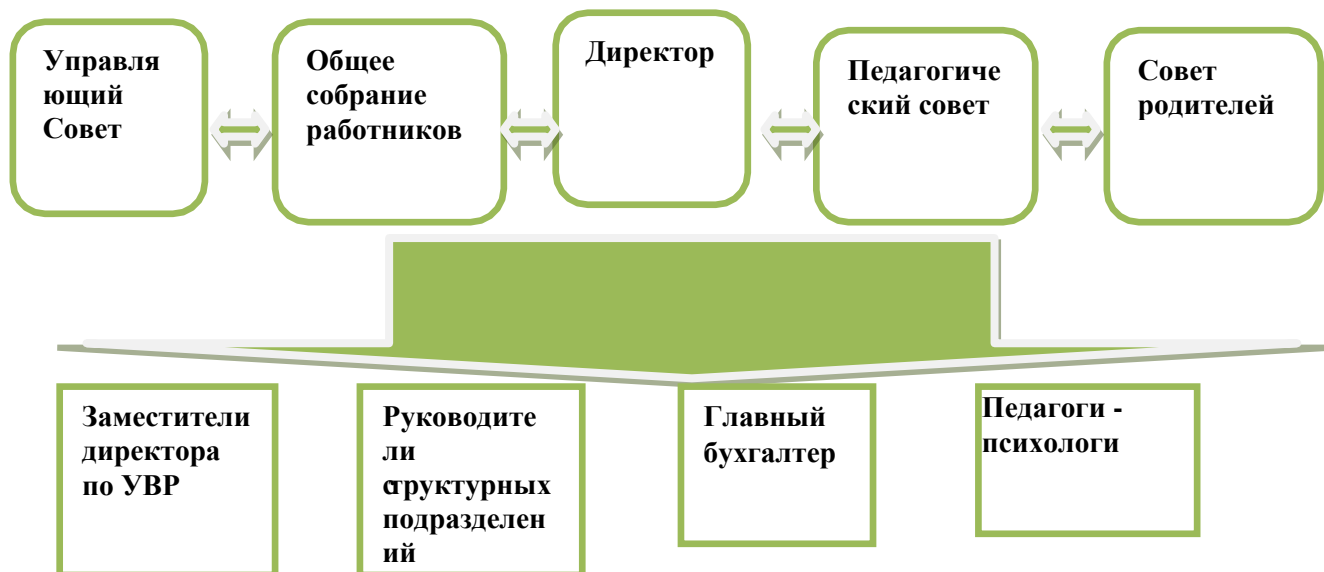 Управля
ющий
Совет
Общее
собрание
работников
Директор
Педагогиче
ский совет
Совет
родителей
Заместители
директора
по УВР
Руководите
ли
структурных
подразделен
ий
Главный
бухгалтер
Педагоги -
психологи